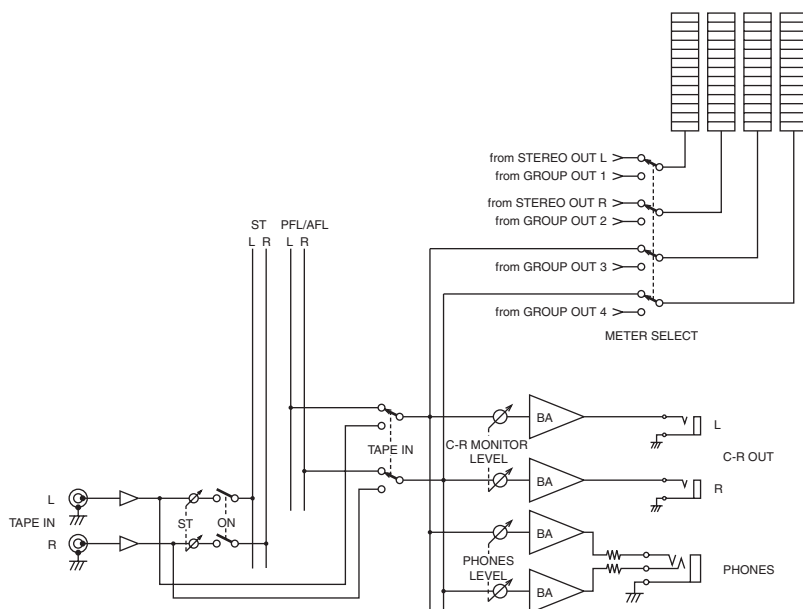 from STEREO OUT L
from GROUP OUT 1
from STEREO OUT R
from GROUP OUT 2
from GROUP OUT 3
from GROUP OUT 4
METER SELECT
ST PFL/AFL
L R L R
TAPE IN
C-R MONITOR
LEVEL
BA
L
C-R OUT
BA
R
L
TAPE IN
R
ST
ON
BA
PHONES
LEVEL
BA
PHONES